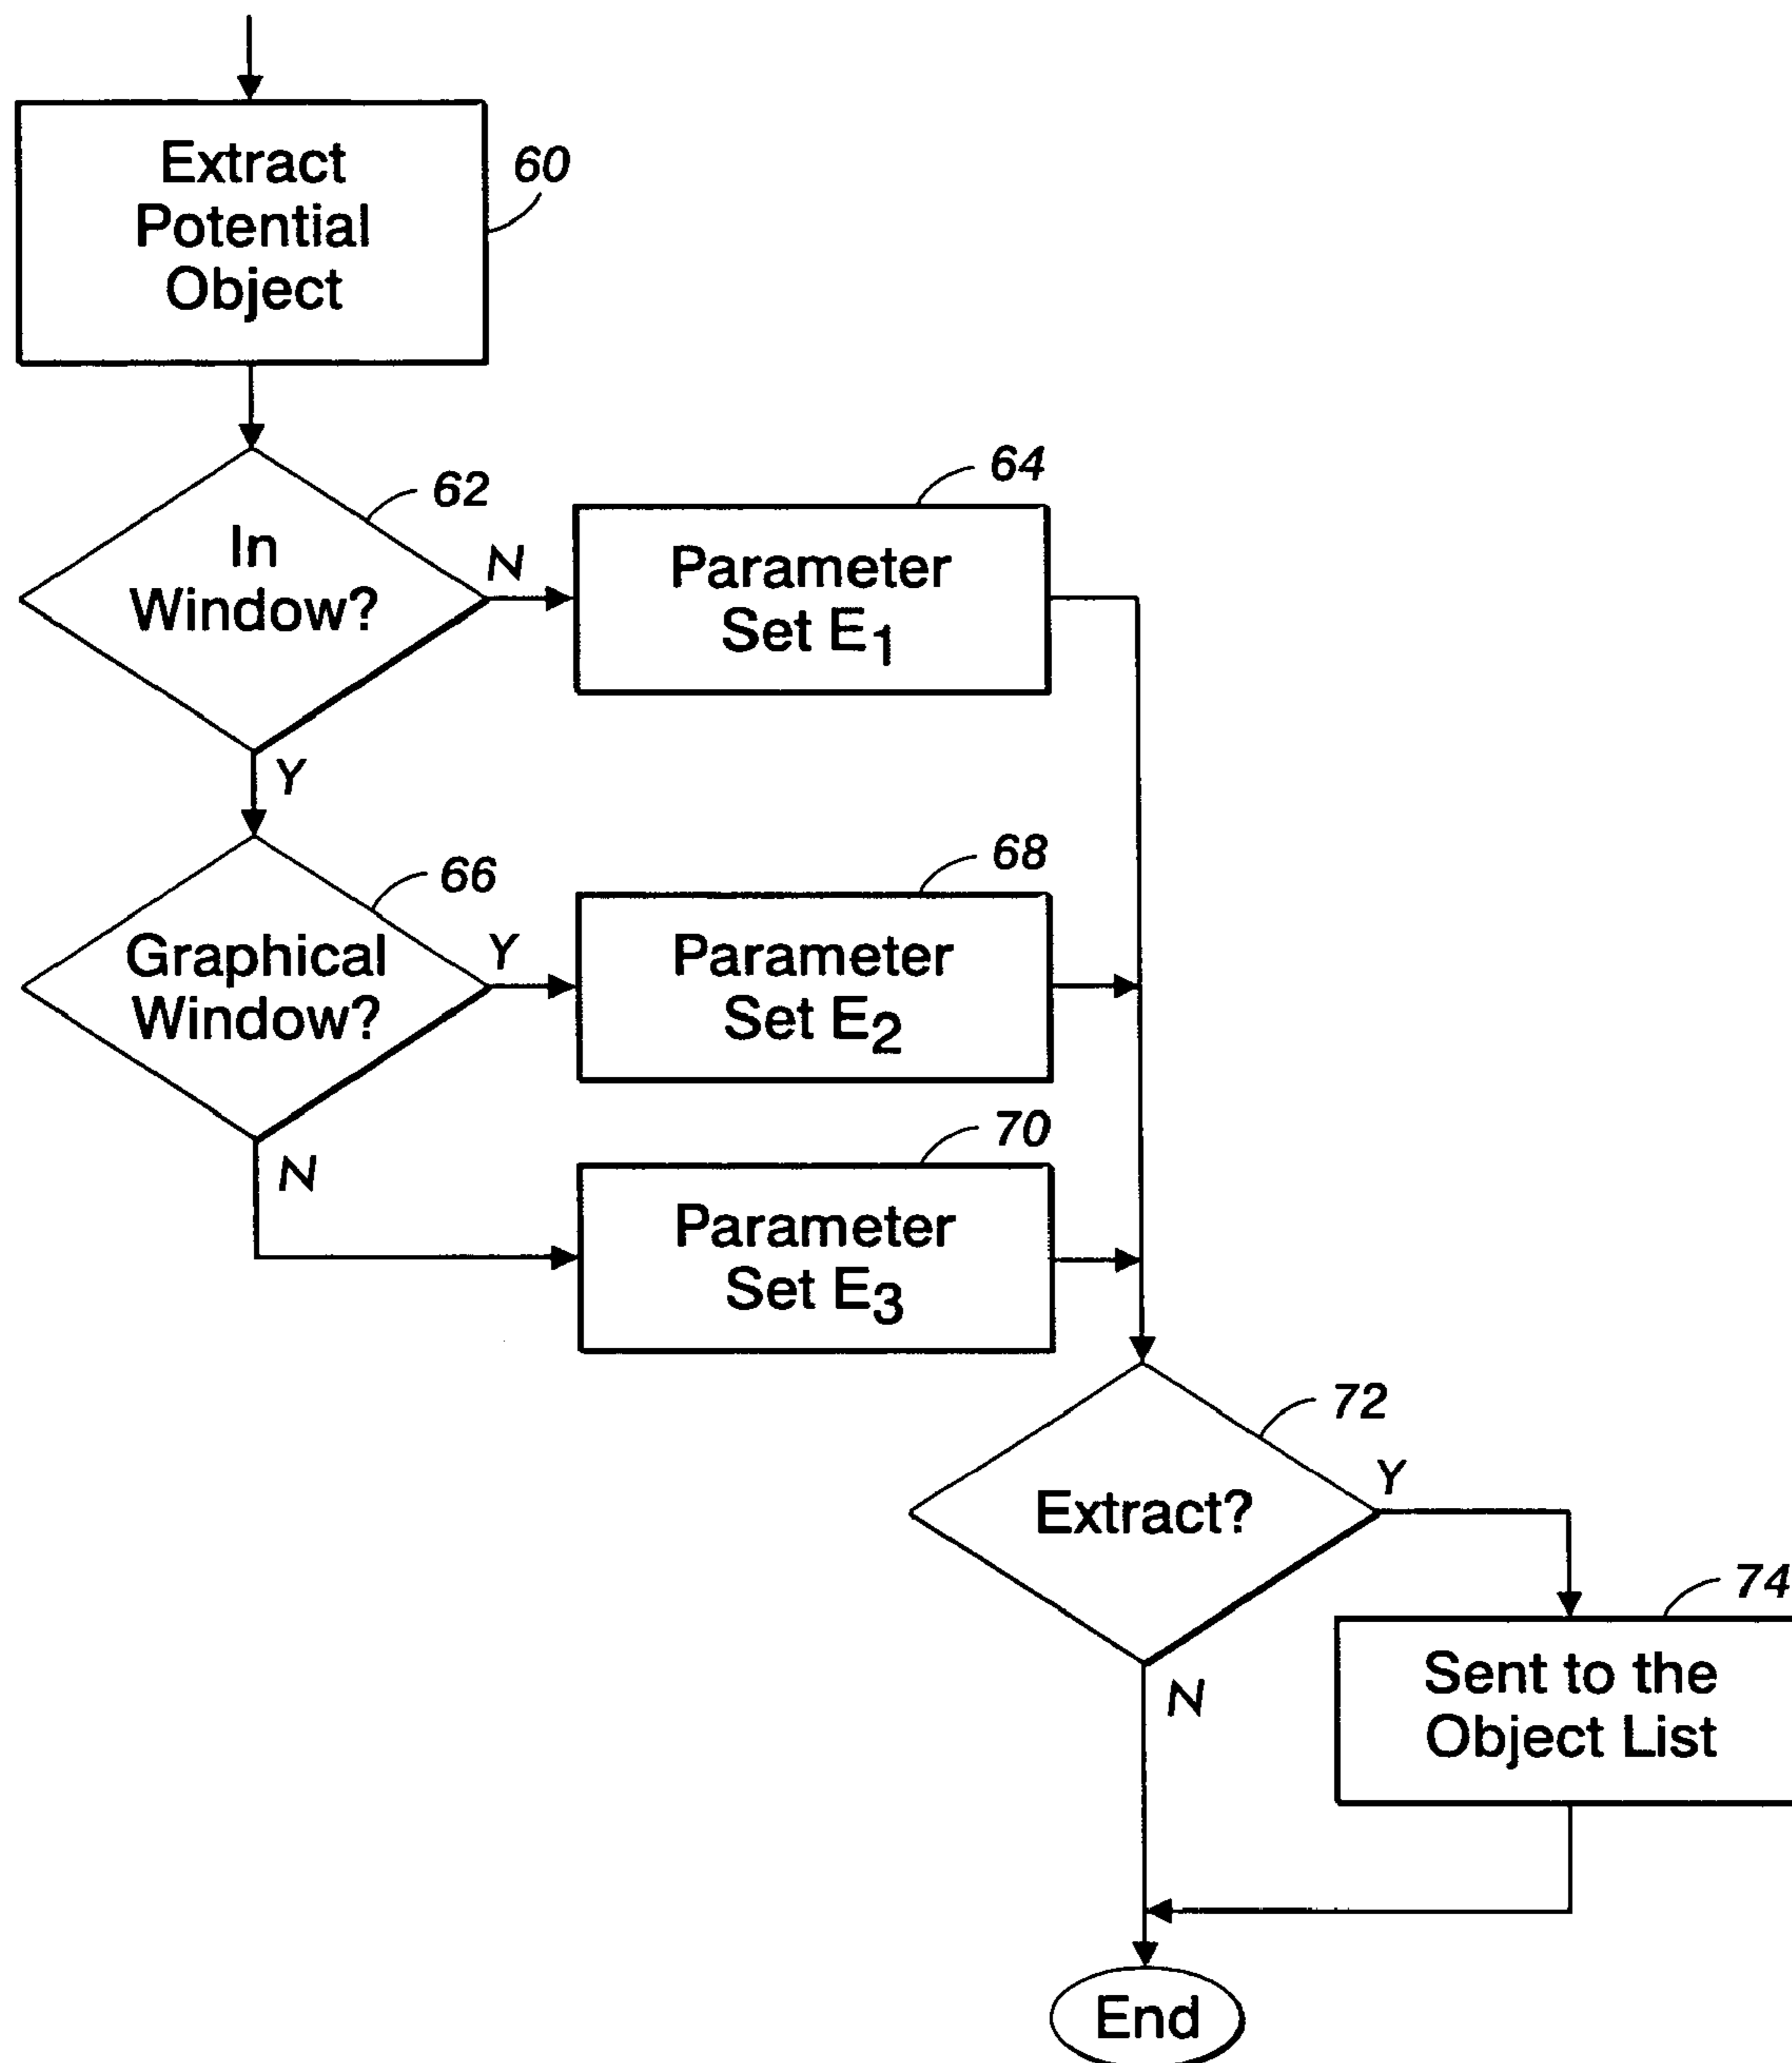 Extract
Potential
Object
60
In
Window?
62
N
Y
Parameter
Set E1
64
Graphical
Window?
66
Y
N
Parameter
Set E2
68
Parameter
Set E3
70
Extract?
72
Y
N
Sent to the
Object List
74
End